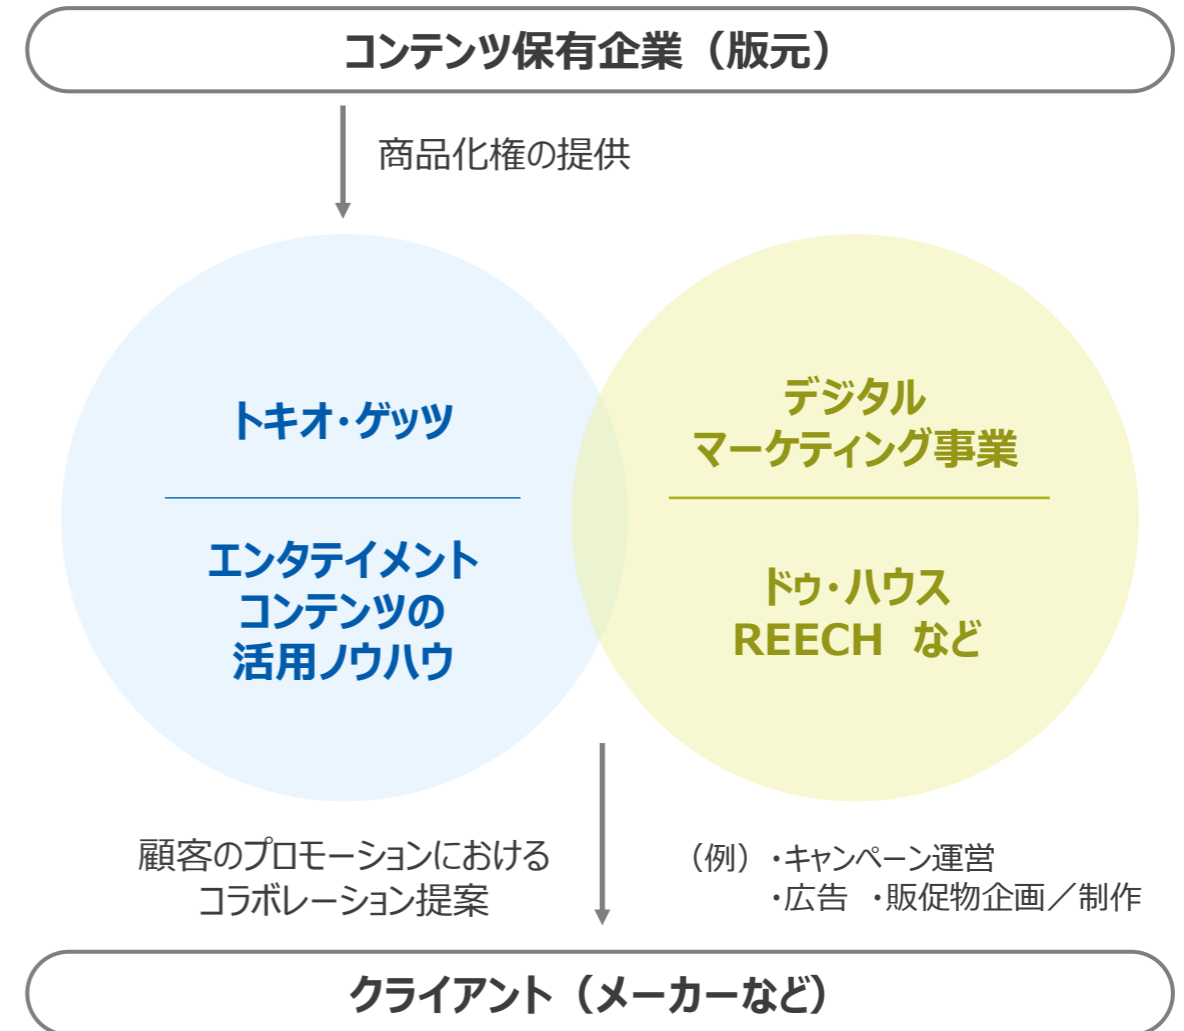 コンテンツ保有企業（版元）
商品化権の提供
トキオ・ゲッツ
エンタテイメント
コンテンツの
活用ノウハウ
デジタル
マーケティング事業
ドゥ・ハウス
REECH など
顧客のプロモーションにおける
コラボレーション提案
（例）・キャンペーン運営
・広告 ・販促物企画／制作
クライアント（メーカーなど）